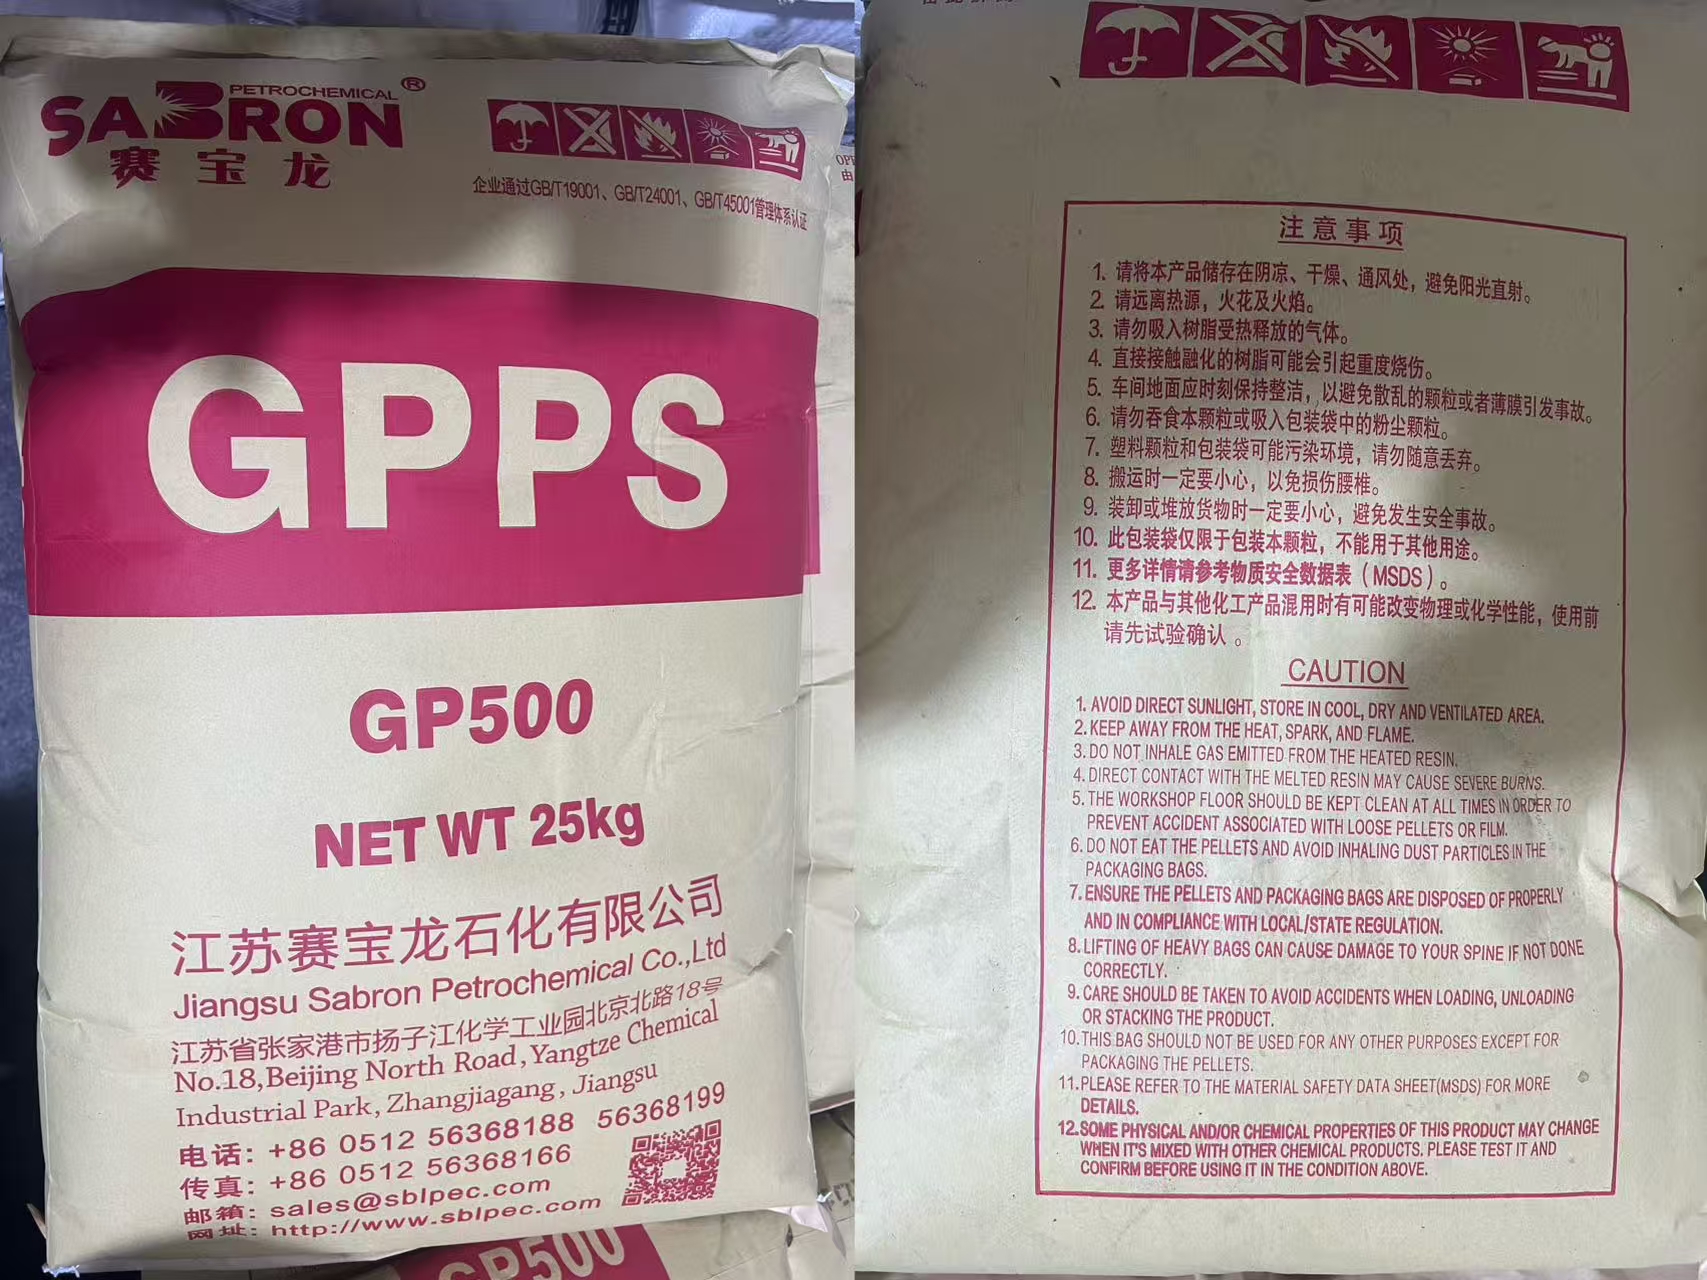 PETROCHEMICAL ®
SABRON
赛宝龙
企业通过GB/T19001、GB/T24001、GB/T45001管理体系认证
GPPS
GP500
NET WT 25kg
江苏赛宝龙石化有限公司
Jiangsu Sabron Petrochemical Co.,Ltd
江苏省张家港市扬子江化学工业园北京北路18号
No.18,Beijing North Road,Yangtze Chemical
Industrial Park,Zhangjiagang,Jiangsu
电话: +86 0512 56368188 56368199
传真: +86 0512 56368166
邮箱: sales@sblpec.com
网址: http://www.sblpec.com
GP500
注意事项
1. 请将本产品储存在阴凉、干燥、通风处，避免阳光直射。
2. 请远离热源，火花及火焰。
3. 请勿吸入树脂受热释放的气体。
4. 直接接触融化的树脂可能会引起重度烧伤。
5. 车间地面应时刻保持整洁，以避免散乱的颗粒或者薄膜引发事故。
6. 请勿吞食本颗粒或吸入包装袋中的粉尘颗粒。
7. 塑料颗粒和包装袋可能污染环境，请勿随意丢弃。
8. 搬运时一定要小心，以免损伤腰椎。
9. 装卸或堆放货物时一定要小心，避免发生安全事故。
10. 此包装袋仅限于包装本颗粒，不能用于其他用途。
11. 更多详情请参考物质安全数据表（MSDS）。
12. 本产品与其他化工产品混用时有可能改变物理或化学性能，使用前
请先试验确认。
CAUTION
1. AVOID DIRECT SUNLIGHT, STORE IN COOL, DRY AND VENTILATED AREA.
2. KEEP AWAY FROM THE HEAT, SPARK, AND FLAME.
3. DO NOT INHALE GAS EMITTED FROM THE HEATED RESIN.
4. DIRECT CONTACT WITH THE MELTED RESIN MAY CAUSE SEVERE BURNS.
5. THE WORKSHOP FLOOR SHOULD BE KEPT CLEAN AT ALL TIMES IN ORDER TO
PREVENT ACCIDENT ASSOCIATED WITH LOOSE PELLETS OR FILM.
6. DO NOT EAT THE PELLETS AND AVOID INHALING DUST PARTICLES IN THE
PACKAGING BAGS.
7. ENSURE THE PELLETS AND PACKAGING BAGS ARE DISPOSED OF PROPERLY
AND IN COMPLIANCE WITH LOCAL/STATE REGULATION.
8. LIFTING OF HEAVY BAGS CAN CAUSE DAMAGE TO YOUR SPINE IF NOT DONE
CORRECTLY.
9. CARE SHOULD BE TAKEN TO AVOID ACCIDENTS WHEN LOADING, UNLOADING
OR STACKING THE PRODUCT.
10. THIS BAG SHOULD NOT BE USED FOR ANY OTHER PURPOSES EXCEPT FOR
PACKAGING THE PELLETS.
11. PLEASE REFER TO THE MATERIAL SAFETY DATA SHEET(MSDS) FOR MORE
DETAILS.
12. SOME PHYSICAL AND/OR CHEMICAL PROPERTIES OF THIS PRODUCT MAY CHANGE
WHEN IT'S MIXED WITH OTHER CHEMICAL PRODUCTS. PLEASE TEST IT AND
CONFIRM BEFORE USING IT IN THE CONDITION ABOVE.